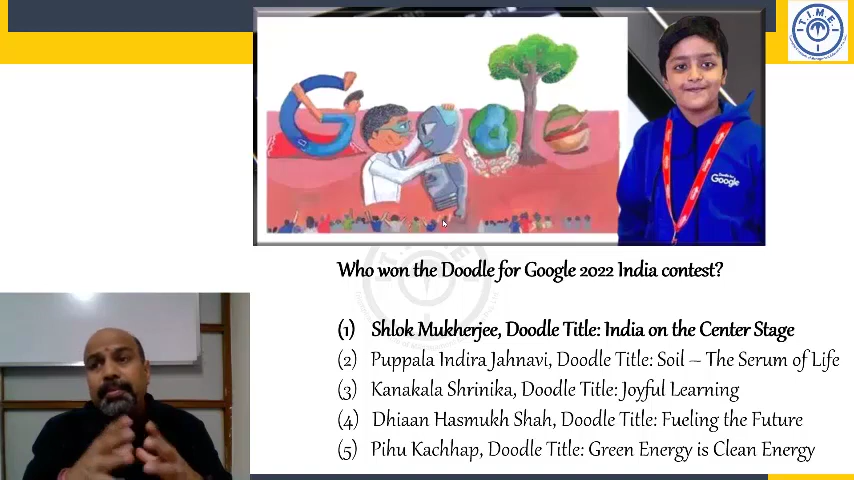 T.I.M.E.
Google
Who won the Doodle for Google 2022 India contest?
(1) Shlok Mukherjee, Doodle Title: India on the Center Stage
(2) Puppala Indira Jahnavi, Doodle Title: Soil – The Serum of Life
(3) Kanakala Shrinika, Doodle Title: Joyful Learning
(4) Dhiaan Hasmukh Shah, Doodle Title: Fueling the Future
(5) Pihu Kachhap, Doodle Title: Green Energy is Clean Energy